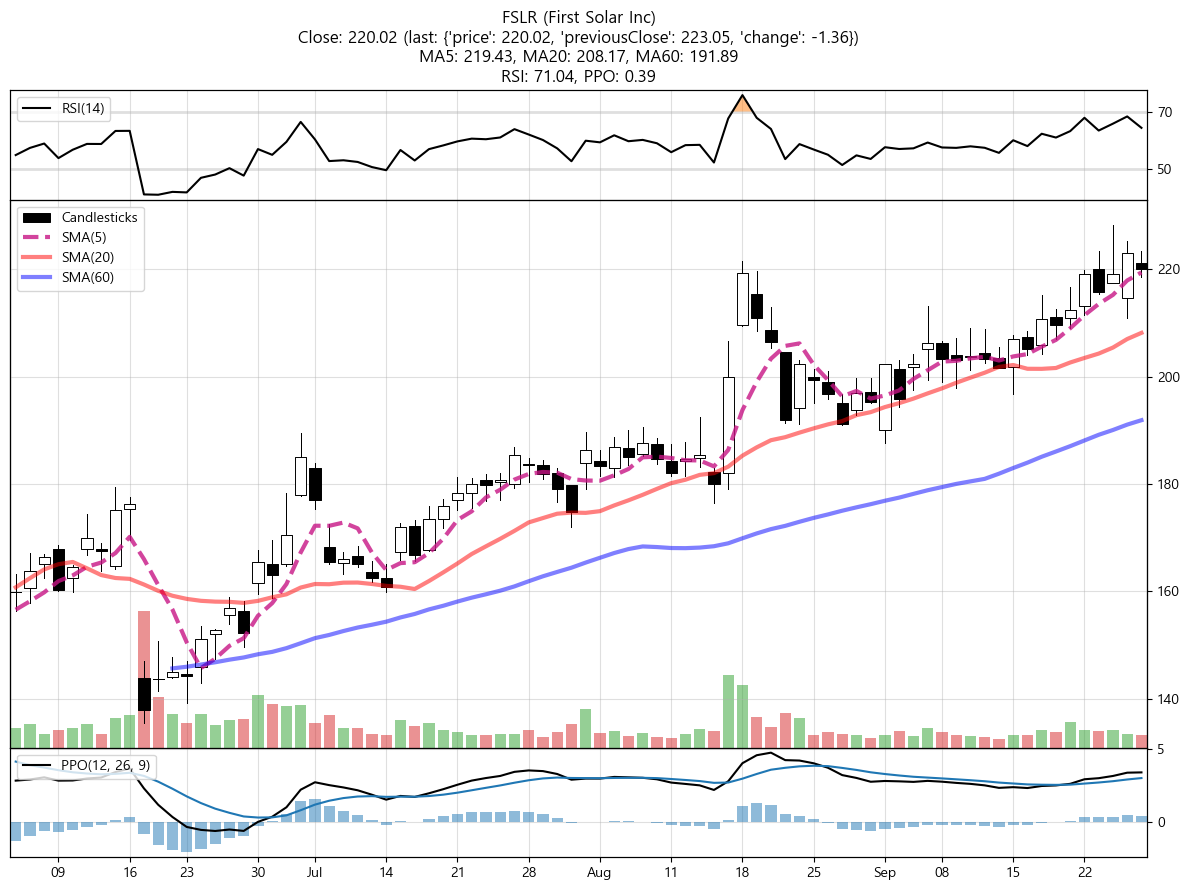 FSLR (First Solar Inc)
Close: 220.02 (last: {'price': 220.02, 'previousClose': 223.05, 'change': -1.36})
MA5: 219.43, MA20: 208.17, MA60: 191.89
RSI: 71.04, PPO: 0.39
RSI(14)
70
50
Candlesticks
SMA(5)
SMA(20)
SMA(60)
220
200
180
160
140
PPO(12, 26, 9)
5
0
09 16 23 30 Jul 14 21 28 Aug 11 18 25 Sep 08 15 22